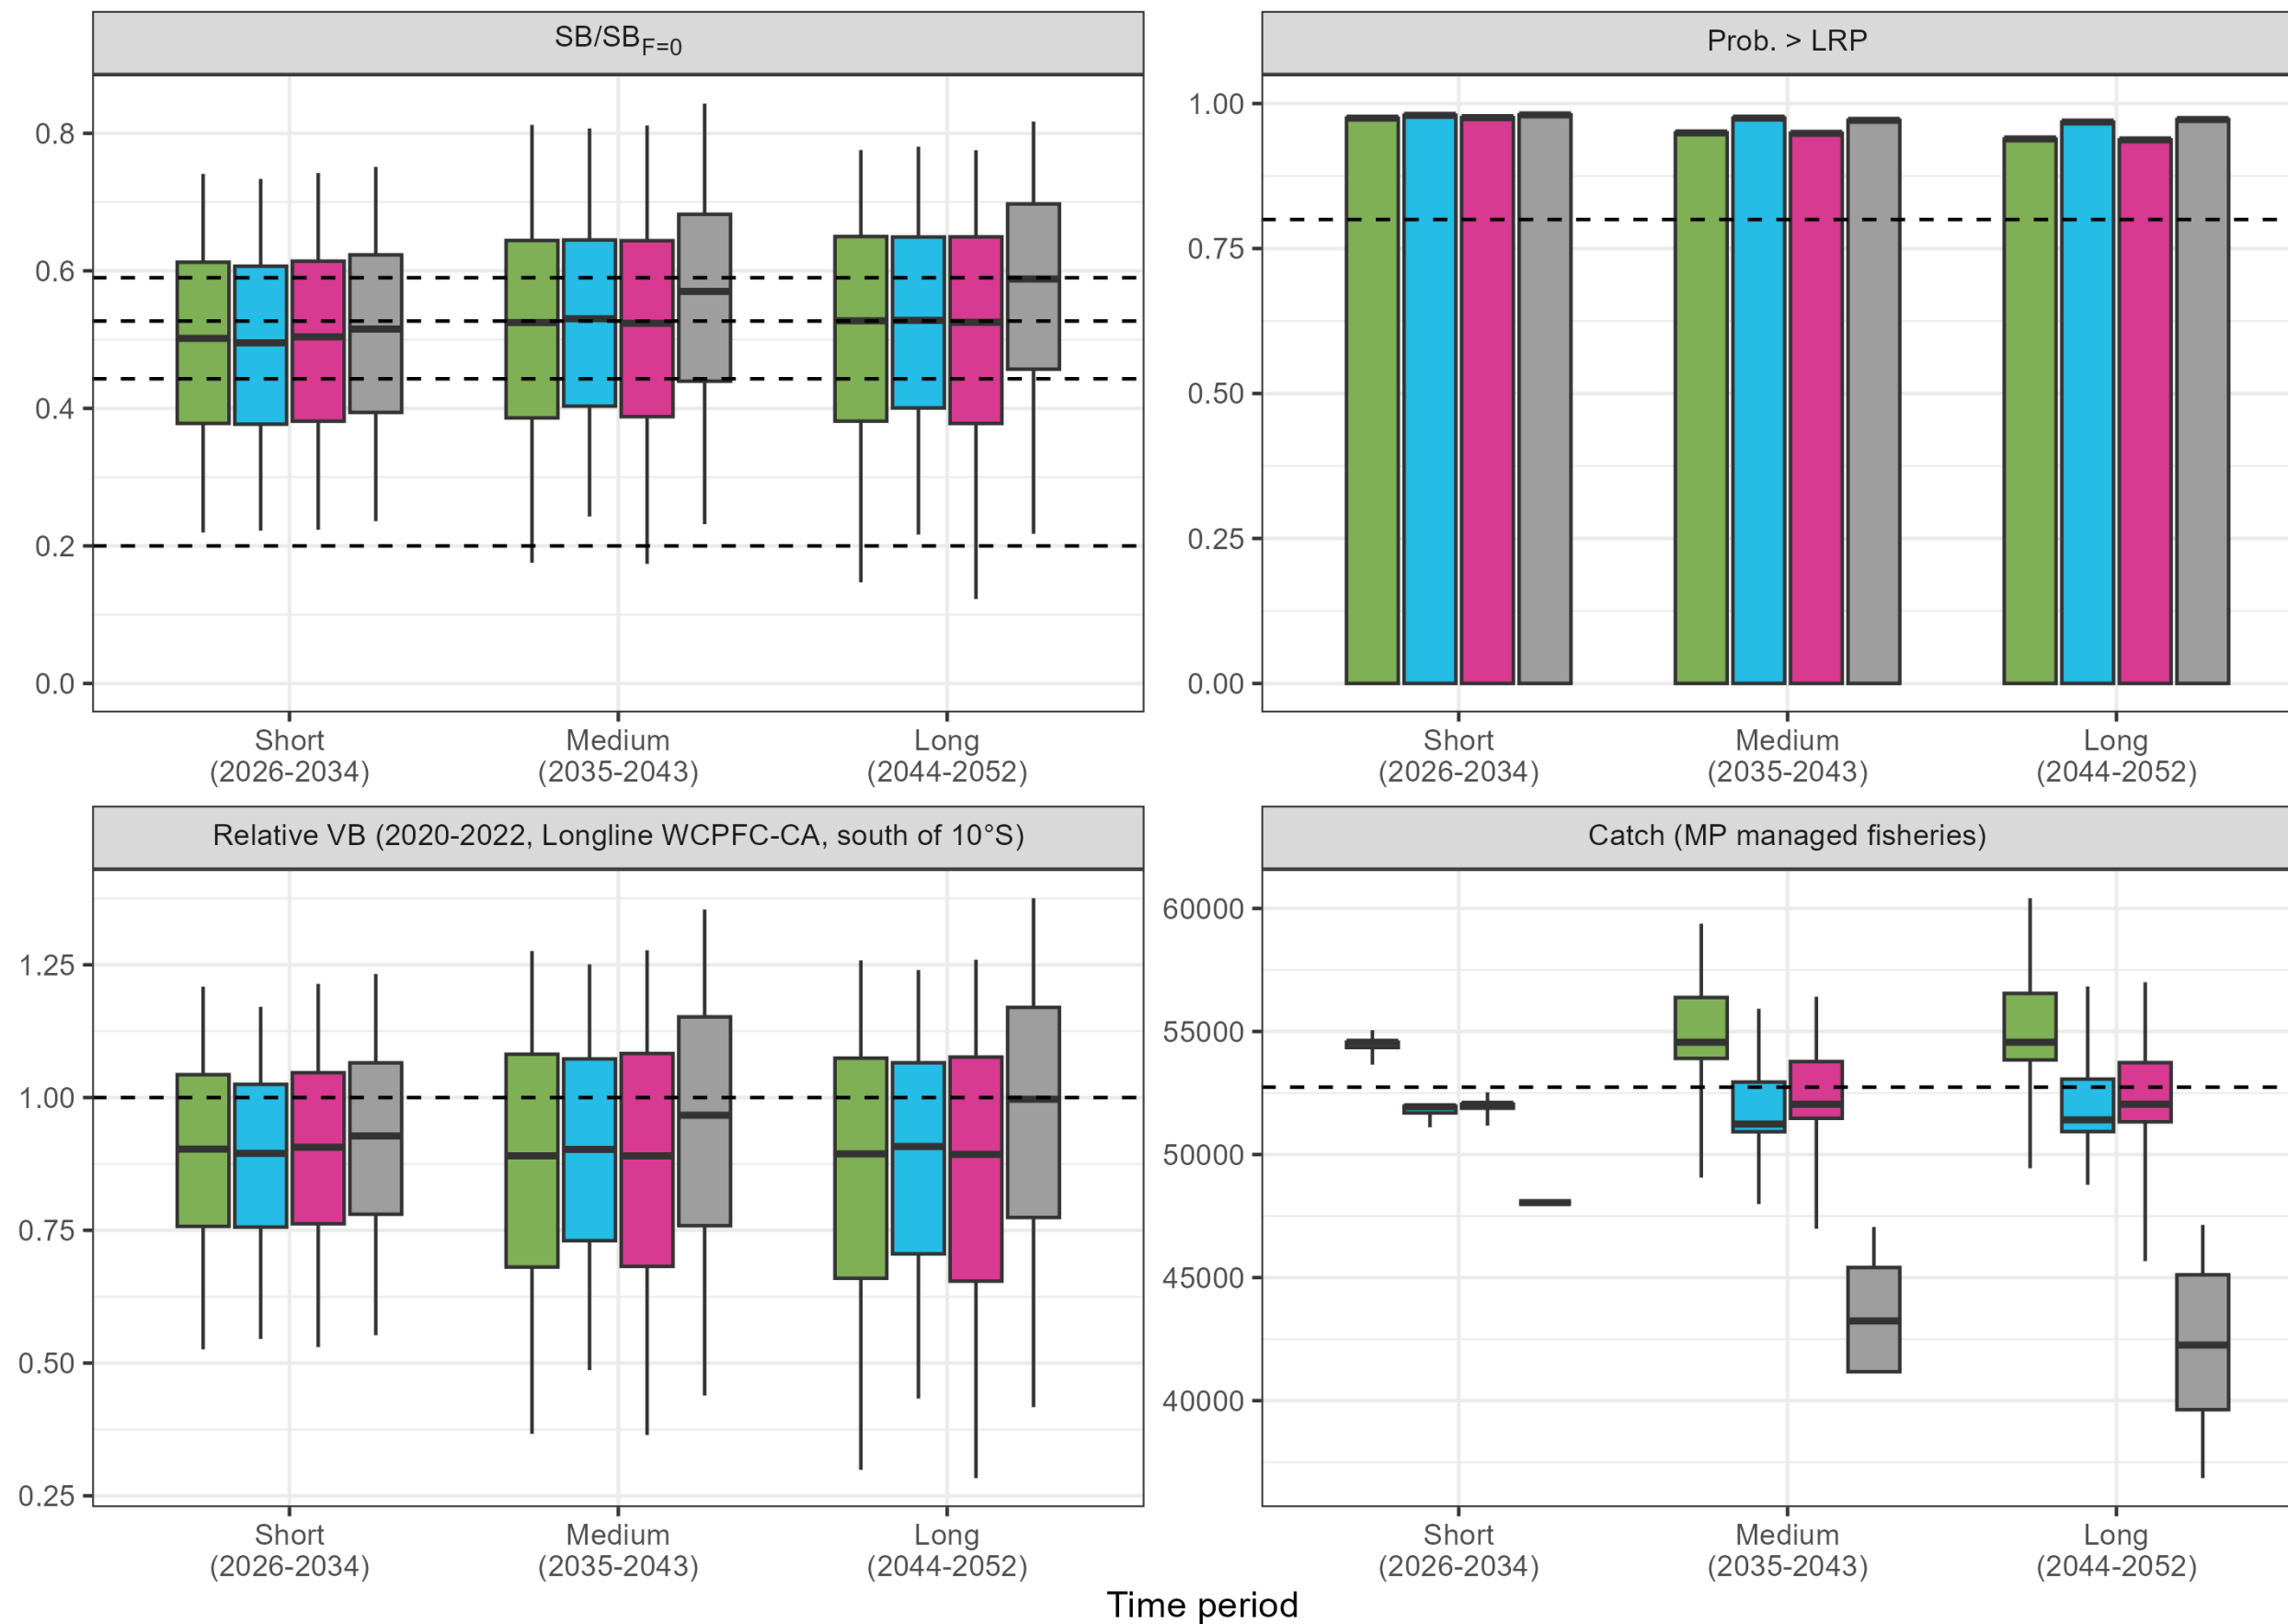 SB/SBF=0
0.8
0.6
0.4
0.2
0.0
Short
(2026-2034)
Medium
(2035-2043)
Long
(2044-2052)
Prob. > LRP
1.00
0.75
0.50
0.25
0.00
Short
(2026-2034)
Medium
(2035-2043)
Long
(2044-2052)
Relative VB (2020-2022, Longline WCPFC-CA, south of 10°S)
1.25
1.00
0.75
0.50
0.25
Short
(2026-2034)
Medium
(2035-2043)
Long
(2044-2052)
Catch (MP managed fisheries)
60000
55000
50000
45000
40000
Short
(2026-2034)
Medium
(2035-2043)
Long
(2044-2052)
Time period